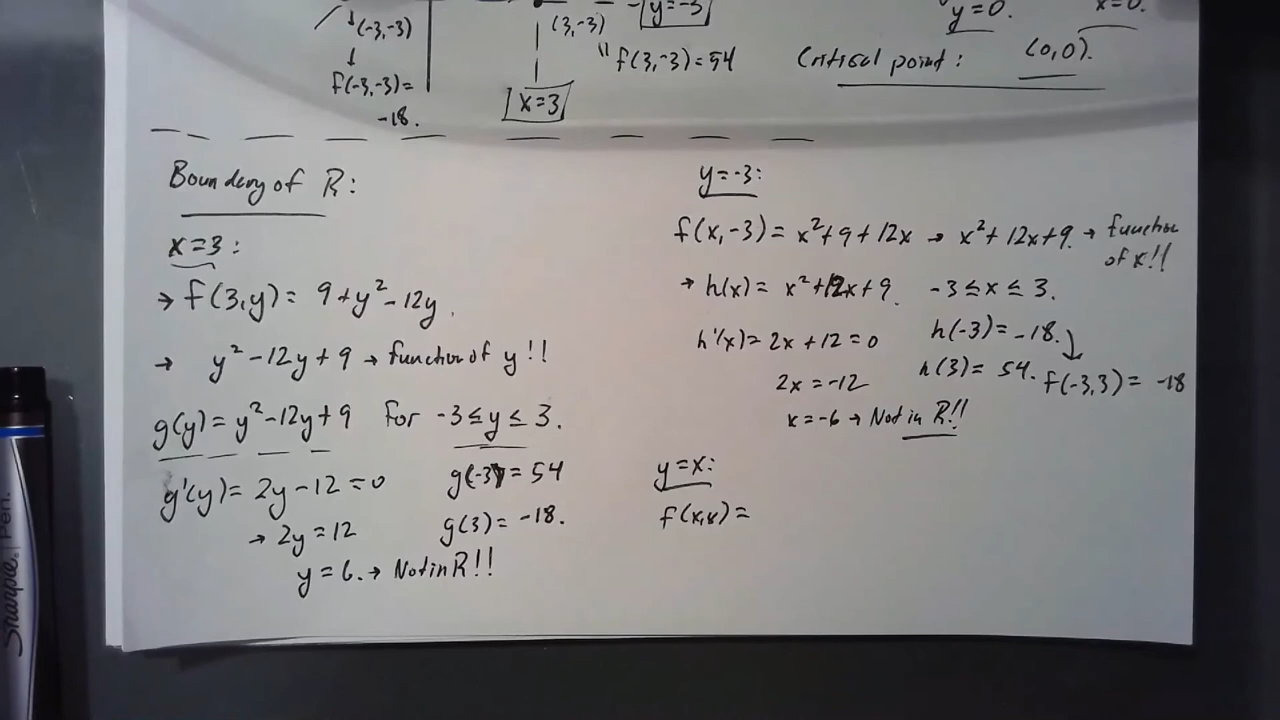 (-3,-3)
f(-3,-3)=
-18.
(3,-3)
y=-3
" f(3,-3)=54
x=3
y=0.
x=0.
Critical point: (0,0).
Boundary of R:
x=3:
→ f(3,y) = 9+y²-12y.
→ y²-12y+9 → function of y!!
g(y)=y²-12y+9 for -3≤y≤3.
g'(y)=2y-12=0
→ 2y=12
y=6. → Not in R!!
g(-3)=54
g(3)=-18.
y=-3:
f(x,-3)=x²+9+12x → x²+12x+9. → function
of x!!
→ h(x)= x²+12x+9. -3≤x≤3.
h'(x)=2x+12=0
2x=-12
x=-6 → Not in R!!
h(-3)=-18.
h(3)=54.
f(-3,3)=-18
y=x:
f(x,x)=
Sharpie | Pen.